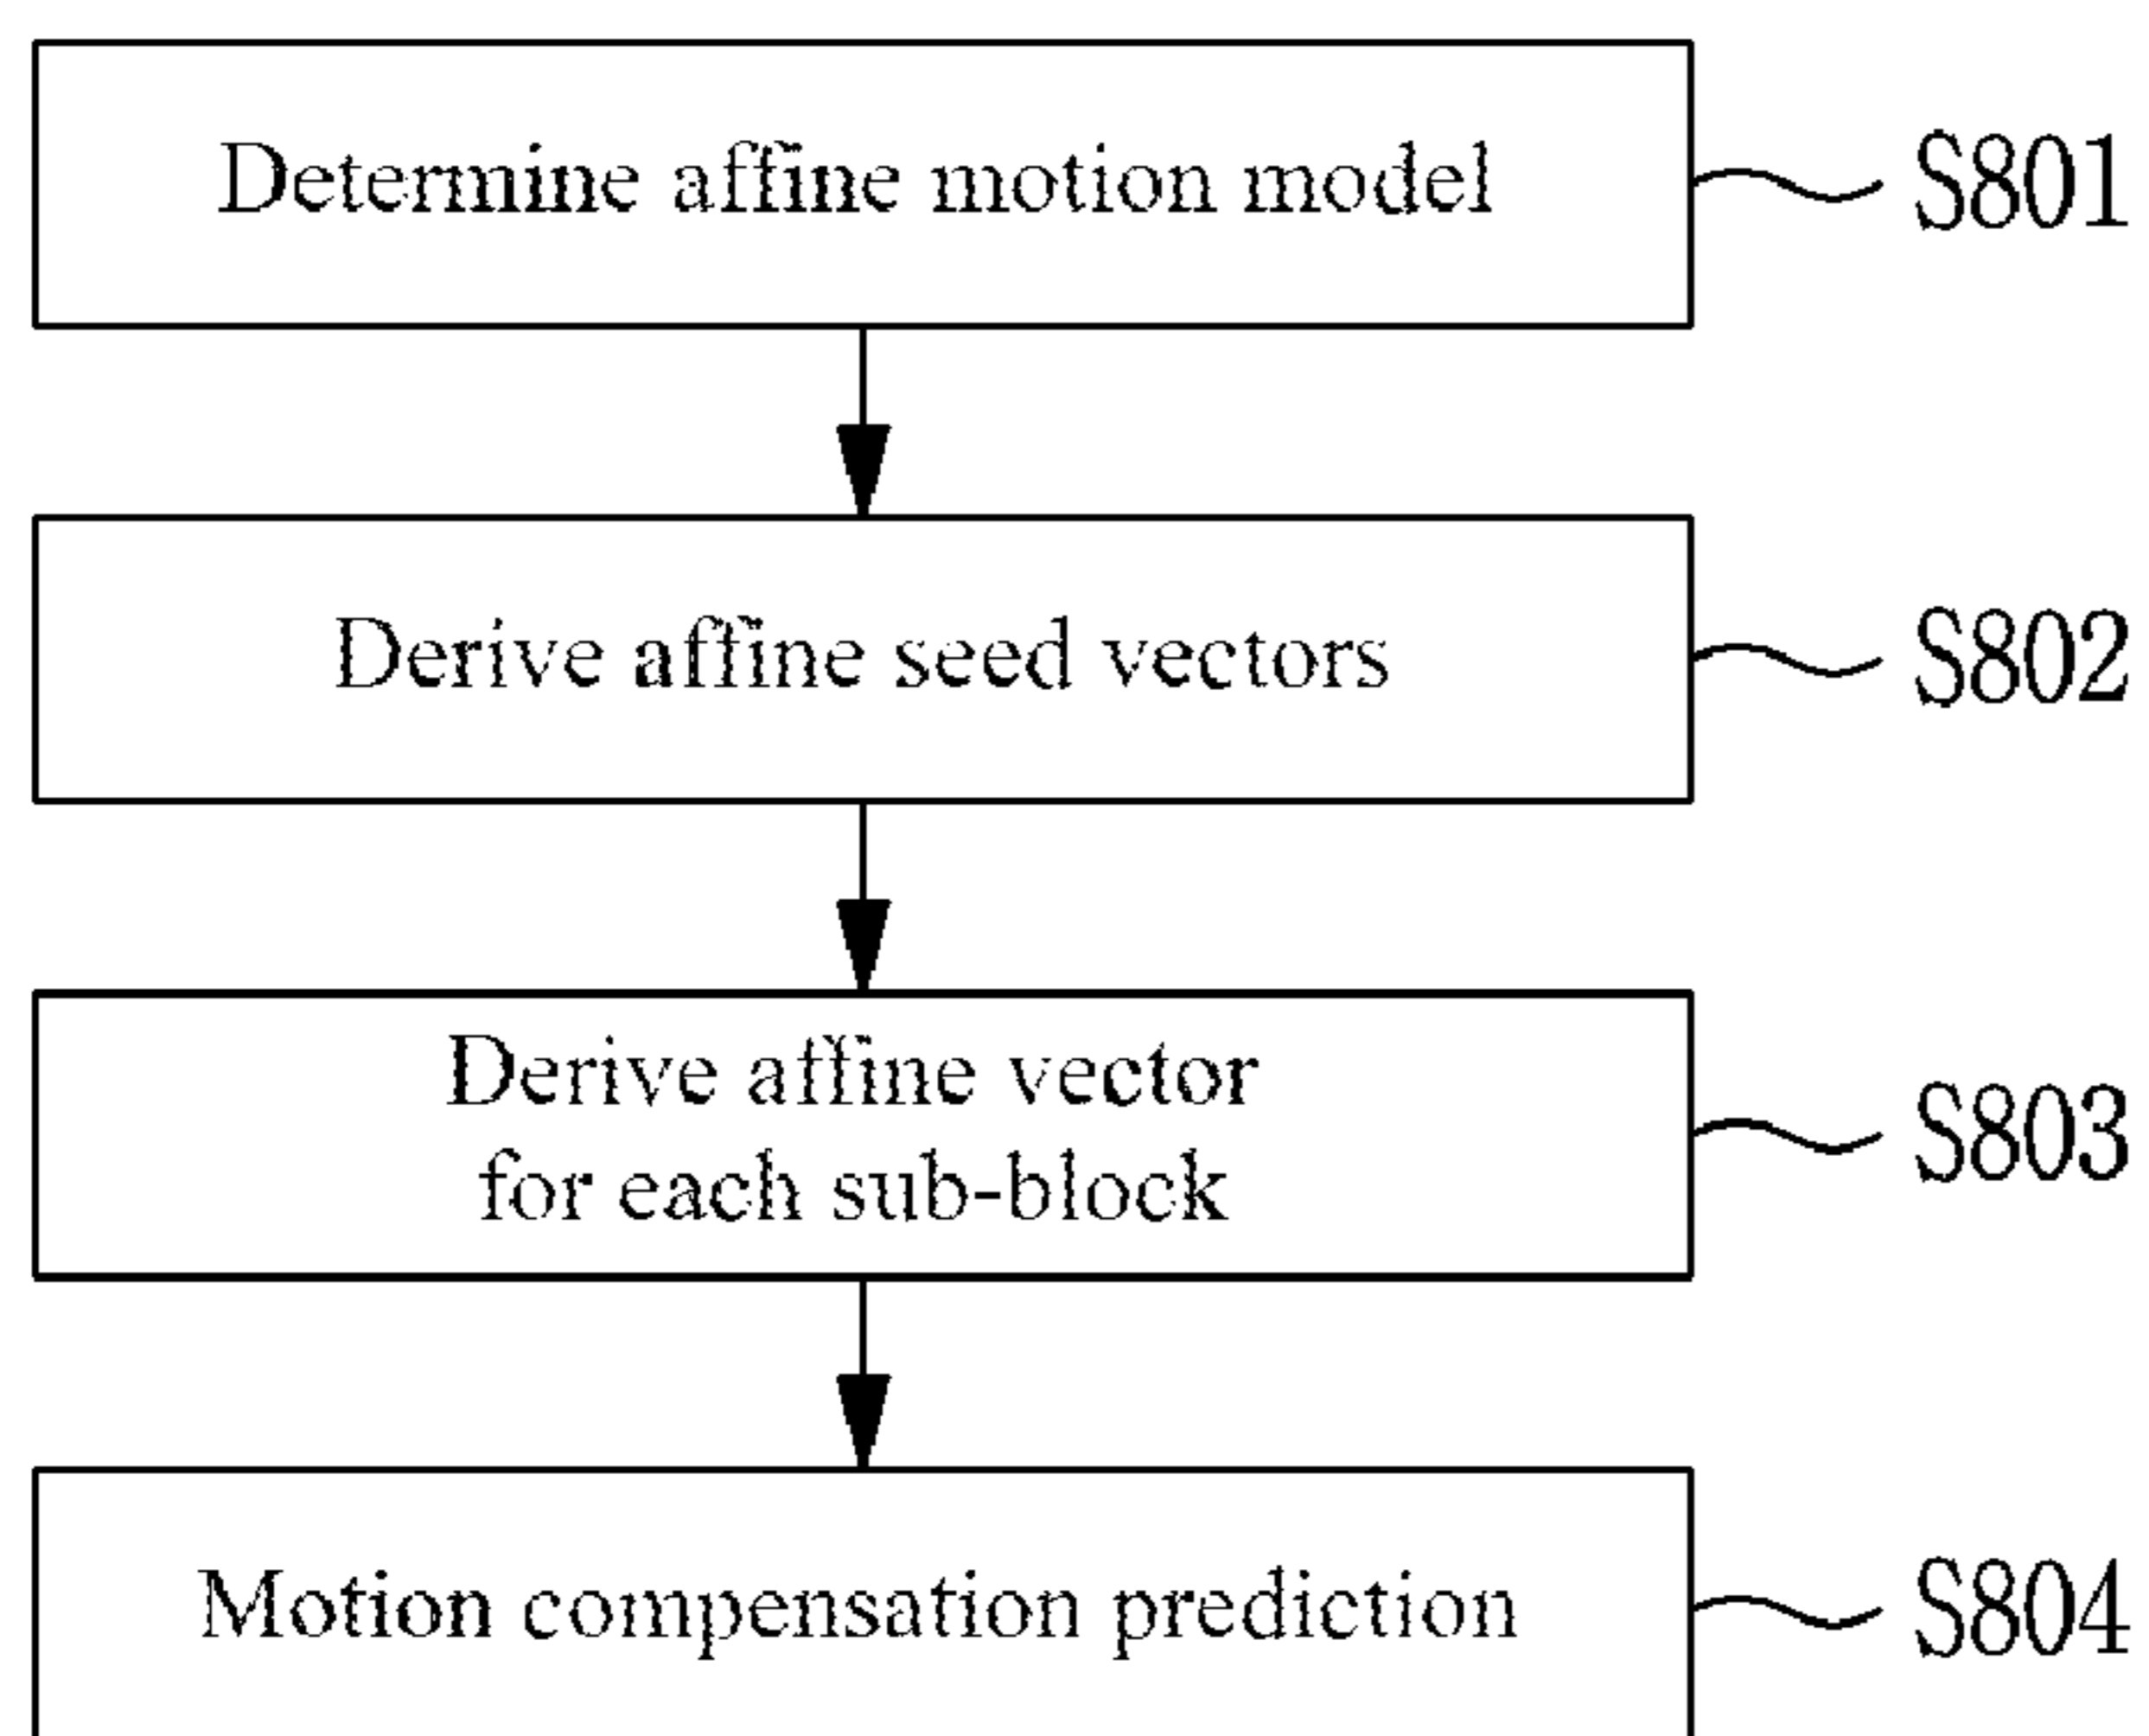 Determine affine motion model
S801
Derive affine seed vectors
S802
Derive affine vector
for each sub-block
S803
Motion compensation prediction
S804